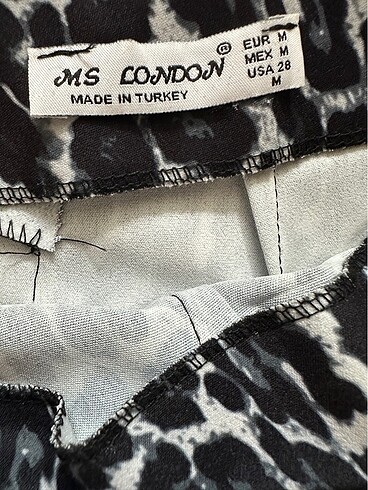 MS LONDON®
MADE IN TURKEY
EUR M
MEX M
USA 28
M